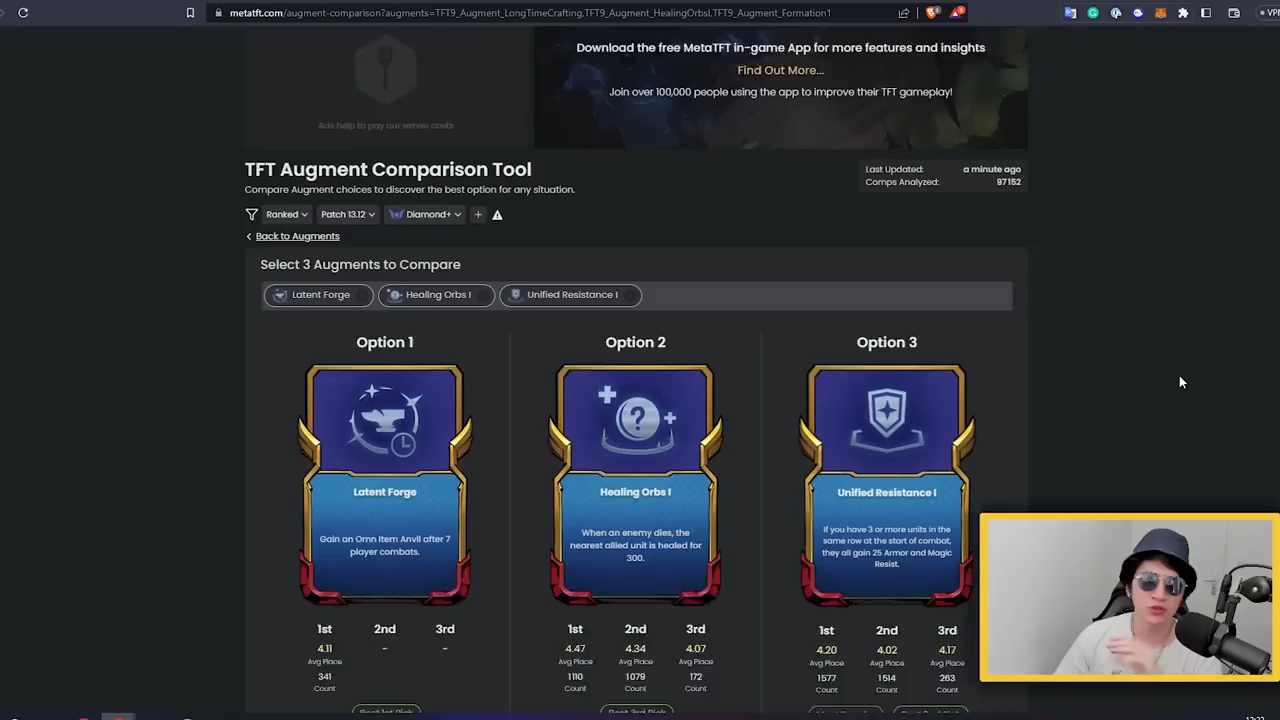 metatft.com/augment-comparison?augments=TFT9_Augment_LongTimeCrafting,TFT9_Augment_HealingOrbsI,TFT9_Augment_Formation1
VPN
Download the free MetaTFT in-game App for more features and insights
Find Out More...
Join over 100,000 people using the app to improve their TFT gameplay!
Ads help to pay our server costs
TFT Augment Comparison Tool
Compare Augment choices to discover the best option for any situation.
Last Updated: a minute ago
Comps Analyzed: 97152
Ranked Patch 13.12 Diamond+ +
Back to Augments
Select 3 Augments to Compare
Latent Forge Healing Orbs I Unified Resistance I
Option 1
Option 2
Option 3
Latent Forge
Gain an Ornn Item Anvil after 7
player combats.
Healing Orbs I
When an enemy dies, the
nearest allied unit is healed for
300.
Unified Resistance I
If you have 3 or more units in the
same row at the start of combat,
they all gain 25 Armor and Magic
Resist.
1st 2nd 3rd
4.11 - -
Avg Place
341
Count
1st 2nd 3rd
4.47 4.34 4.07
Avg Place Avg Place Avg Place
1110 1079 172
Count Count Count
1st 2nd 3rd
4.20 4.02 4.17
Avg Place Avg Place Avg Place
1577 1514 263
Count Count Count